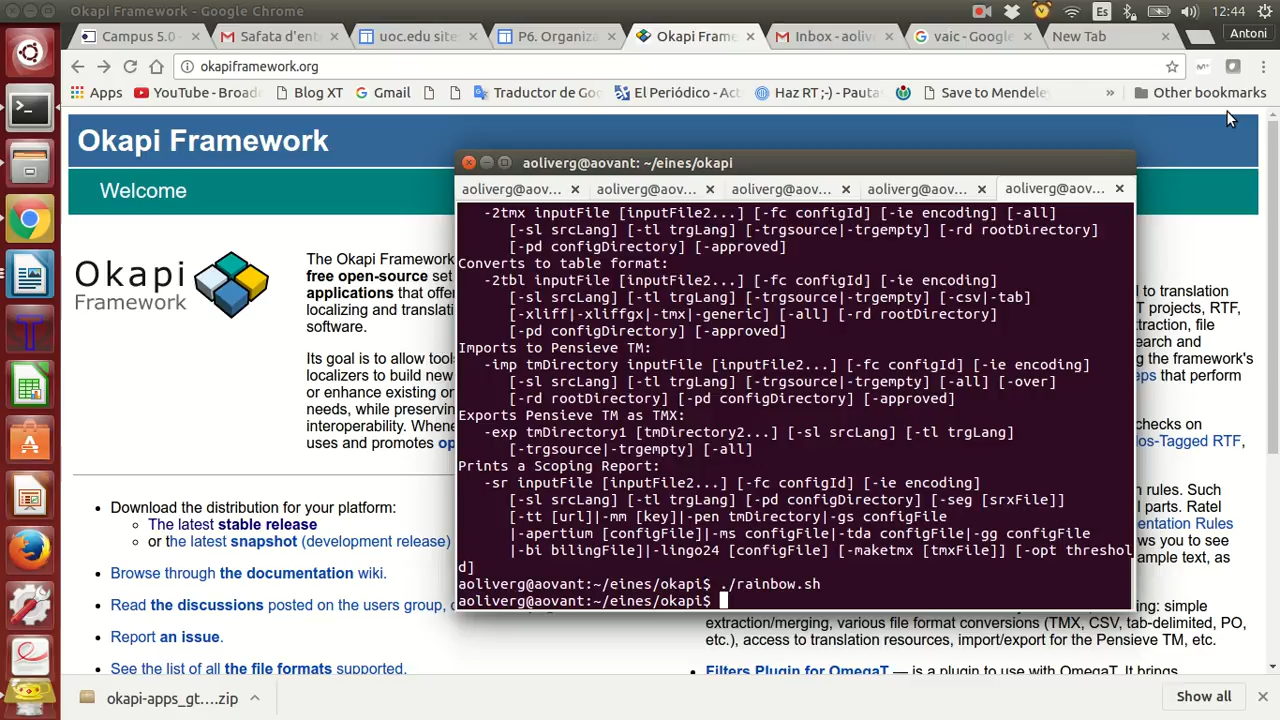 Okapi Framework - Google Chrome
Es
12:44
Campus 5.0 -
Safata d'ent
uoc.edu site
P6. Organiza
Okapi Frame
Inbox - aoliv
vaic - Google
New Tab
Antoni
okapiframework.org
Apps
YouTube - Broad
Blog XT
Gmail
Traductor de Goo
El Periódico - Not
Haz RT ;-) - Pauta
Save to Mendeley
»
Other bookmarks
Okapi Framework
Welcome
Okapi
Framework
The Okapi Framework
free open-source set
applications that offer
localizing and translati
software.
Its goal is to allow tool
localizers to build new
or enhance existing or
needs, while preservin
interoperability. Whene
uses and promotes op
Download the distribution for your platform:
The latest stable release
or the latest snapshot (development release)
Browse through the documentation wiki.
Read the discussions posted on the users group, o
Report an issue.
See the list of all the file formats supported.
aoliverg@aovant: ~/eines/okapi
aoliverg@aov... aoliverg@aov... aoliverg@aov... aoliverg@aov... aoliverg@aov...
-2tmx inputFile [inputFile2...] [-fc configId] [-ie encoding] [-all]
[-sl srcLang] [-tl trgLang] [-trgsource|-trgempty] [-rd rootDirectory]
[-pd configDirectory] [-approved]
Converts to table format:
-2tbl inputFile [inputFile2...] [-fc configId] [-ie encoding]
[-sl srcLang] [-tl trgLang] [-trgsource|-trgempty] [-csv|-tab]
[-xliff|-xliffgx|-tmx|-generic] [-all] [-rd rootDirectory]
[-pd configDirectory] [-approved]
Imports to Pensieve TM:
-imp tmDirectory inputFile [inputFile2...] [-fc configId] [-ie encoding]
[-sl srcLang] [-tl trgLang] [-trgsource|-trgempty] [-all] [-over]
[-rd rootDirectory] [-pd configDirectory] [-approved]
Exports Pensieve TM as TMX:
-exp tmDirectory1 [tmDirectory2...] [-sl srcLang] [-tl trgLang]
[-trgsource|-trgempty] [-all]
Prints a Scoping Report:
-sr inputFile [inputFile2...] [-fc configId] [-ie encoding]
[-sl srcLang] [-tl trgLang] [-pd configDirectory] [-seg [srxFile]]
[-tt [url]|-mm [key]|-pen tmDirectory|-gs configFile
|-apertium [configFile]|-ms configFile|-tda configFile|-gg configFile
|-bi bilingFile]|-lingo24 [configFile] [-maketmx [tmxFile]] [-opt threshol
d]
aoliverg@aovant:~/eines/okapi$ ./rainbow.sh
aoliverg@aovant:~/eines/okapi$
l to translation
T projects, RTF,
traction, file
earch and
g the framework's
eps that perform
checks on
os-Tagged RTF,
n rules. Such
l parts. Ratel
entation Rules
ws you to see
ample text, as
ng: simple
extraction/merging, various file format conversions (TMX, CSV, tab-delimited, PO,
etc.), access to translation resources, import/export for the Pensieve TM, etc.
Filters Plugin for OmegaT — is a plugin to use with OmegaT. It brings
okapi-apps_gt....zip
Show all